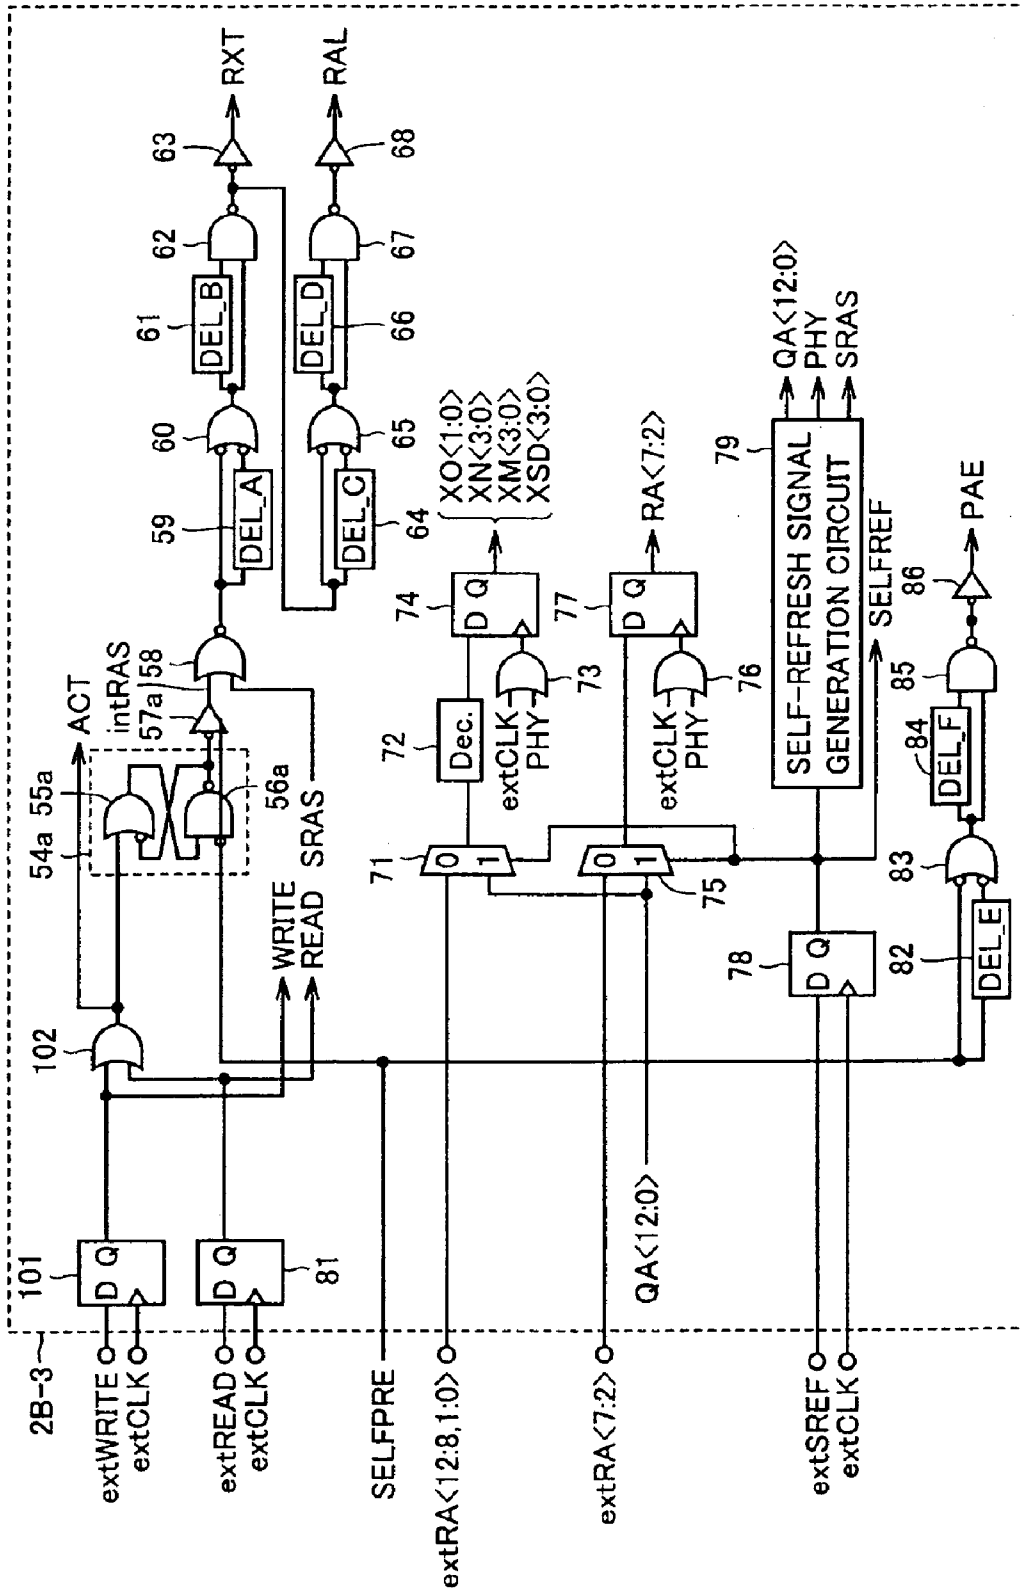 2B-3
extWRITE
extCLK
101
D Q
extREAD
extCLK
81
D Q
102
ACT
54a
55a
intRAS
57a
158
56a
WRITE
READ
SRAS
59
DEL_A
60
61
DEL_B
62
63
RXT
64
DEL_C
65
66
DEL_D
67
68
RAL
SELFPRE
extRA<12:8,1:0>
71
0
1
72
Dec.
extCLK
PHY
73
74
D Q
XO<1:0>
XN<3:0>
XM<3:0>
XSD<3:0>
extRA<7:2>
QA<12:0>
75
0
1
extCLK
PHY
76
77
D Q
RA<7:2>
extSREF
extCLK
78
D Q
79
SELF-REFRESH SIGNAL
GENERATION CIRCUIT
QA<12:0>
PHY
SRAS
SELFREF
82
DEL_E
83
84
DEL_F
85
86
PAE